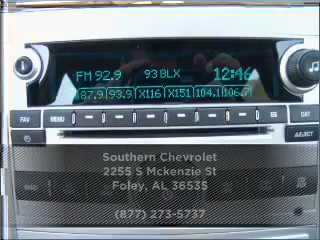 FM 92.9 93 BLX 12:46
87.9 93.9 X116 X151 104.1 106.7
FAV MENU CAT
EJECT
Southern Chevrolet
2255 S Mckenzie St
Foley, AL 36535
(877) 273-5737